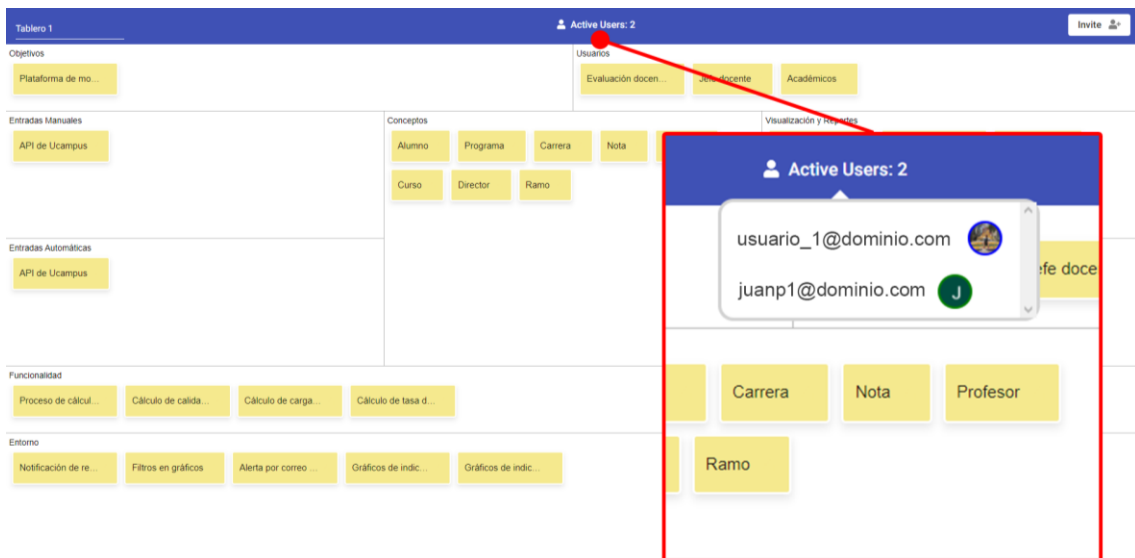 Tablero 1
Active Users: 2
Invite
Objetivos
Usuarios
Plataforma de mo...
Evaluación docen...
Jefe docente
Académicos
Entradas Manuales
Conceptos
Visualización y Reportes
API de Ucampus
Alumno
Programa
Carrera
Nota
Curso
Director
Ramo
Entradas Automáticas
API de Ucampus
Funcionalidad
Proceso de cálcul...
Cálculo de calida...
Cálculo de carga...
Cálculo de tasa d...
Entorno
Notificación de re...
Filtros en gráficos
Alerta por correo ...
Gráficos de indic...
Gráficos de indic...
Active Users: 2
usuario_1@dominio.com
juanp1@dominio.com J
efe doce
Carrera
Nota
Profesor
Ramo